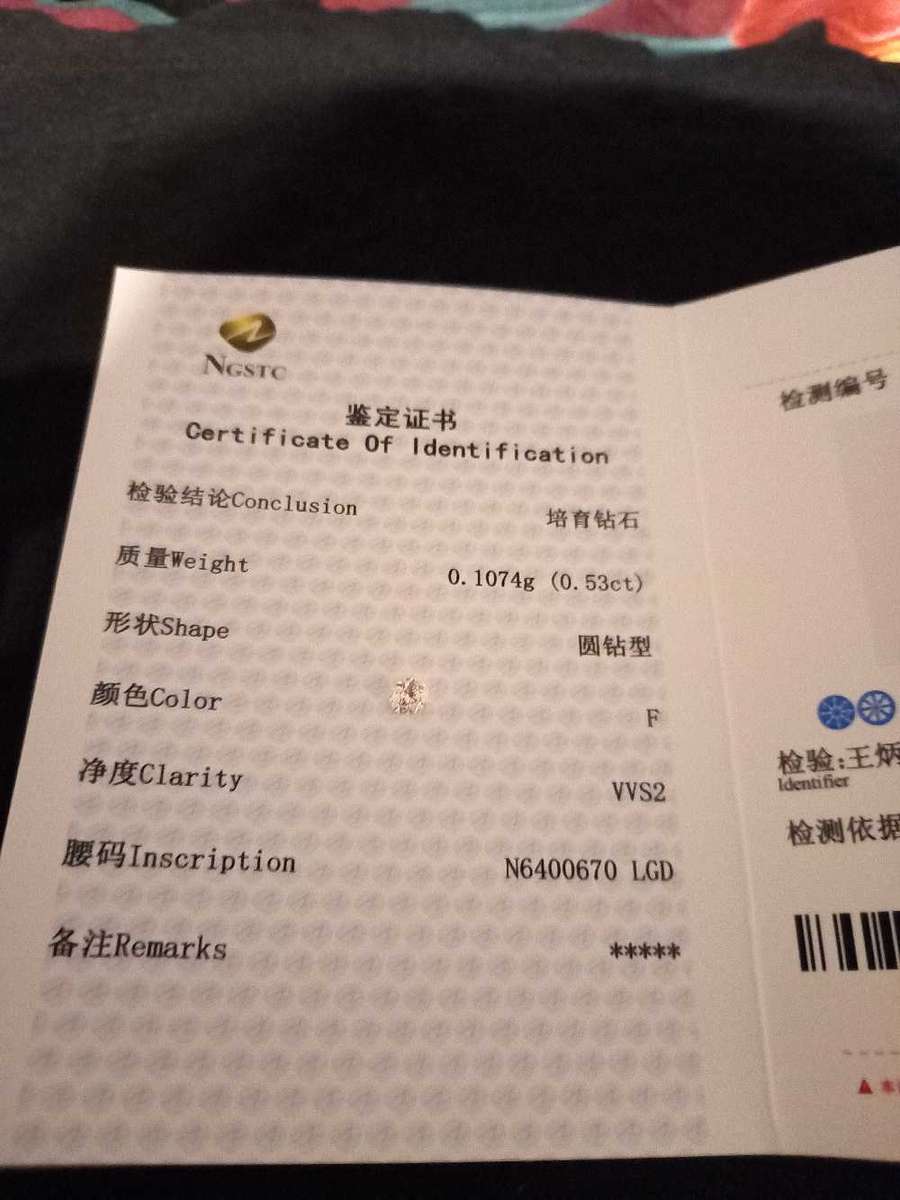 NGSTC
鉴定证书
Certificate Of Identification
检验结论Conclusion 培育钻石
质量Weight 0.1074g (0.53ct)
形状Shape 圆钻型
颜色Color F
净度Clarity VVS2
腰码Inscription N6400670 LGD
备注Remarks *****
检测编号
检验:王炳
Identifier
检测依据